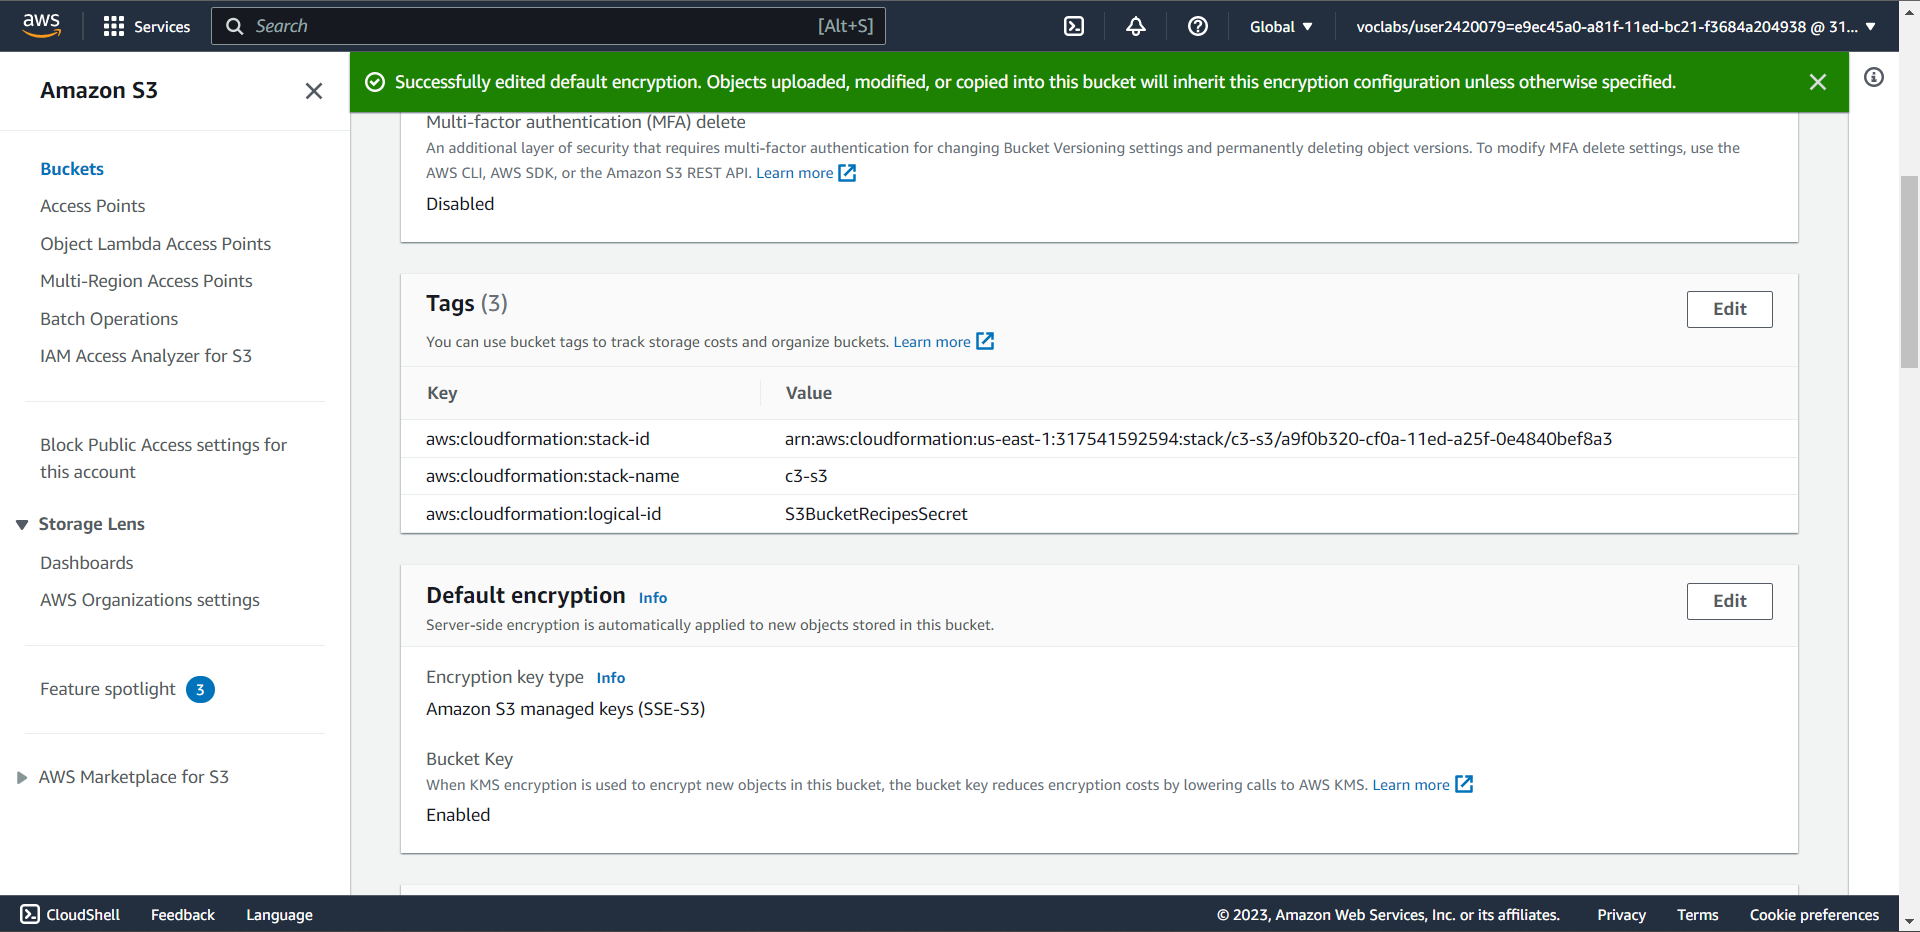 aws
Services
Search
[Alt+S]
Global
voclabs/user2420079=e9ec45a0-a81f-11ed-bc21-f3684a204938 @ 31...
Amazon S3
Buckets
Access Points
Object Lambda Access Points
Multi-Region Access Points
Batch Operations
IAM Access Analyzer for S3
Block Public Access settings for
this account
Storage Lens
Dashboards
AWS Organizations settings
Feature spotlight 3
AWS Marketplace for S3
Successfully edited default encryption. Objects uploaded, modified, or copied into this bucket will inherit this encryption configuration unless otherwise specified.
Multi-factor authentication (MFA) delete
An additional layer of security that requires multi-factor authentication for changing Bucket Versioning settings and permanently deleting object versions. To modify MFA delete settings, use the
AWS CLI, AWS SDK, or the Amazon S3 REST API. Learn more
Disabled
Tags (3)
Edit
You can use bucket tags to track storage costs and organize buckets. Learn more
Key Value
aws:cloudformation:stack-id arn:aws:cloudformation:us-east-1:317541592594:stack/c3-s3/a9f0b320-cf0a-11ed-a25f-0e4840bef8a3
aws:cloudformation:stack-name c3-s3
aws:cloudformation:logical-id S3BucketRecipesSecret
Default encryption Info
Edit
Server-side encryption is automatically applied to new objects stored in this bucket.
Encryption key type Info
Amazon S3 managed keys (SSE-S3)
Bucket Key
When KMS encryption is used to encrypt new objects in this bucket, the bucket key reduces encryption costs by lowering calls to AWS KMS. Learn more
Enabled
CloudShell Feedback Language
© 2023, Amazon Web Services, Inc. or its affiliates. Privacy Terms Cookie preferences